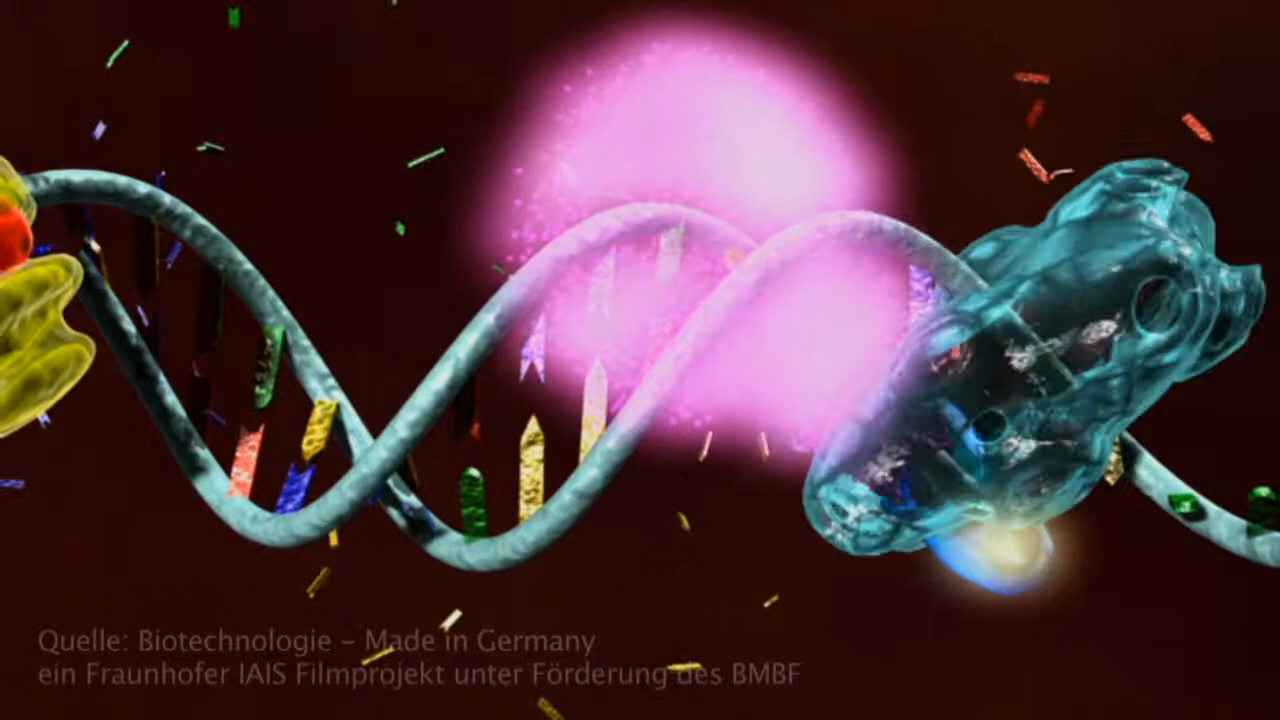 Quelle: Biotechnologie – Made in Germany
ein Fraunhofer IAIS Filmprojekt unter Förderung des BMBF